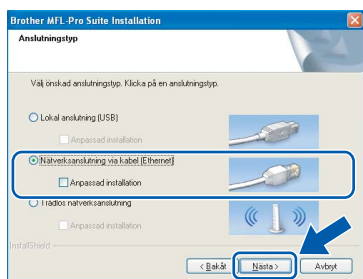 Brother MFL-Pro Suite Installation
Anslutningstyp
Välj önskad anslutningstyp. Klicka på en anslutningstyp.
Lokal anslutning (USB)
Anpassad installation
Nätverksanslutning via kabel (Ethernet)
Anpassad installation
Trådlös nätverksanslutning
Anpassad installation
InstallShield
< Bakåt Nästa > Avbryt